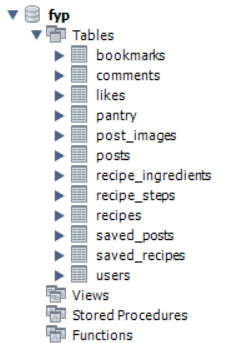 fyp
Tables
bookmarks
comments
likes
pantry
post_images
posts
recipe_ingredients
recipe_steps
recipes
saved_posts
saved_recipes
users
Views
Stored Procedures
Functions